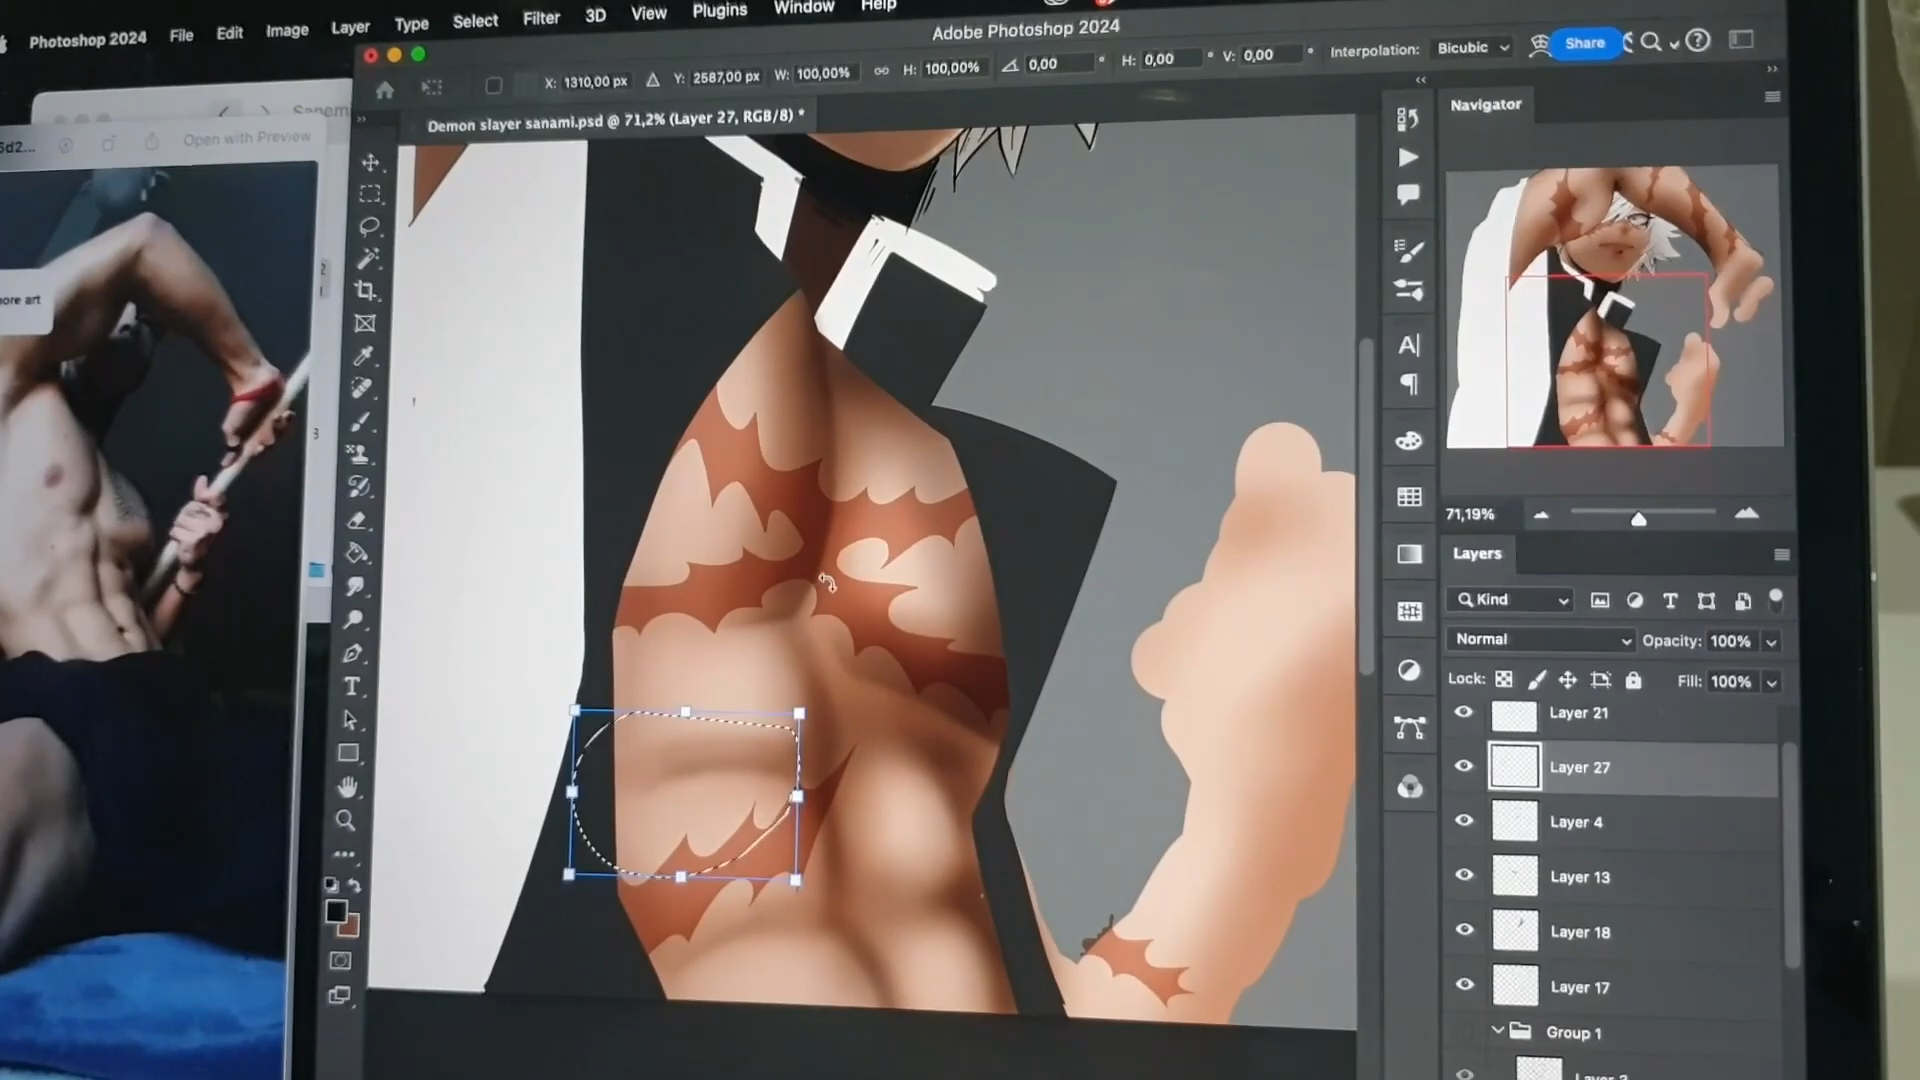 Photoshop 2024 File Edit Image Layer Type Select Filter 3D View Plugins Window Help
Adobe Photoshop 2024
X: 1310,00 px Y: 2587,00 px W: 100,00% H: 100,00% 0,00 ° H: 0,00 ° V: 0,00 ° Interpolation: Bicubic
Share
Demon slayer sanami.psd @ 71,2% (Layer 27, RGB/8) *
Sanemi
Open with Preview
ore art
Navigator
71,19%
Layers
Kind
Normal Opacity: 100%
Lock: Fill: 100%
Layer 21
Layer 27
Layer 4
Layer 13
Layer 18
Layer 17
Group 1